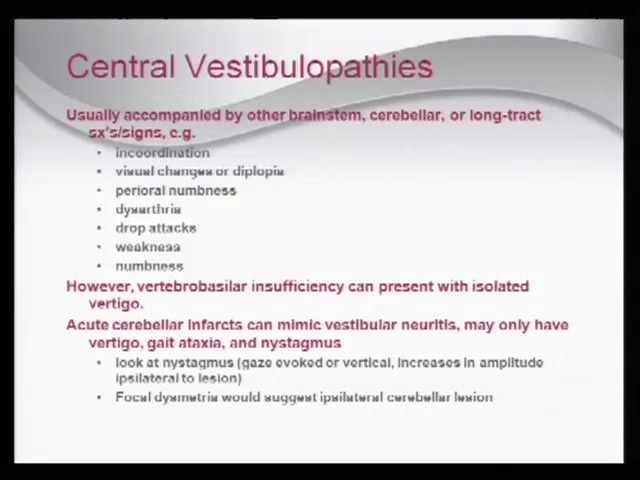 Central Vestibulopathies
Usually accompanied by other brainstem, cerebellar, or long-tract
sx's/signs, e.g.
• incoordination
• visual changes or diplopia
• perioral numbness
• dysarthria
• drop attacks
• weakness
• numbness
However, vertebrobasilar insufficiency can present with isolated
vertigo.
Acute cerebellar infarcts can mimic vestibular neuritis, may only have
vertigo, gait ataxia, and nystagmus
• look at nystagmus (gaze evoked or vertical, increases in amplitude
ipsilateral to lesion)
• Focal dysmetria would suggest ipsilateral cerebellar lesion